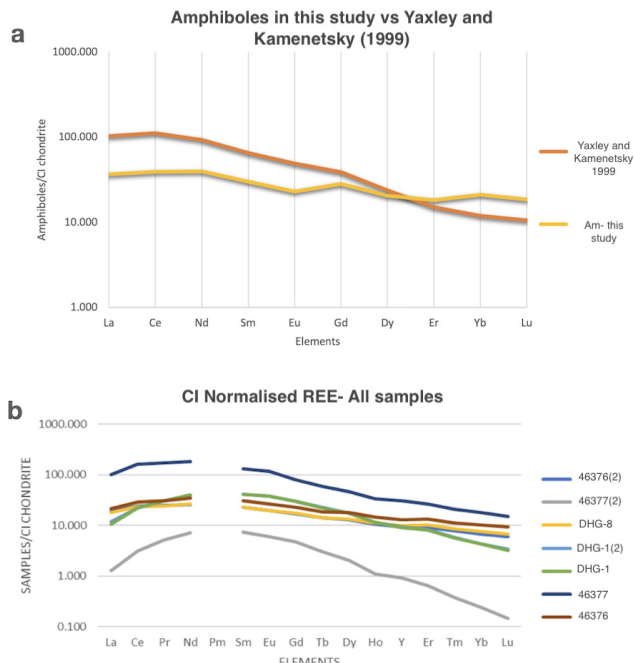 a
Amphiboles in this study vs Yaxley and
Kamenetsky (1999)
1000.000
100.000
10.000
1.000
Amphiboles/CI chondrite
La Ce Nd Sm Eu Gd Dy Er Yb Lu
Elements
Yaxley and
Kamenetsky
1999
Am- this
study
b
CI Normalised REE- All samples
1000.000
100.000
10.000
1.000
0.100
SAMPLES/CI CHONDRITE
La Ce Pr Nd Pm Sm Eu Gd Tb Dy Ho Y Er Tm Yb Lu
ELEMENTS
46376(2)
46377(2)
DHG-8
DHG-1(2)
DHG-1
46377
46376